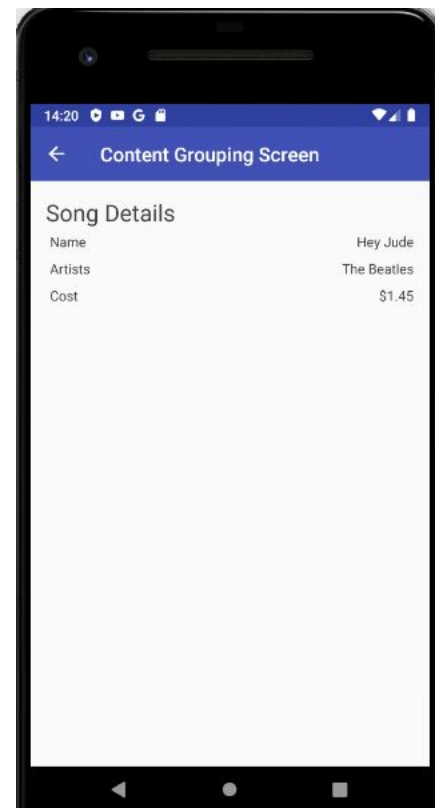 14:20 G
Content Grouping Screen
Song Details
Name Hey Jude
Artists The Beatles
Cost $1.45